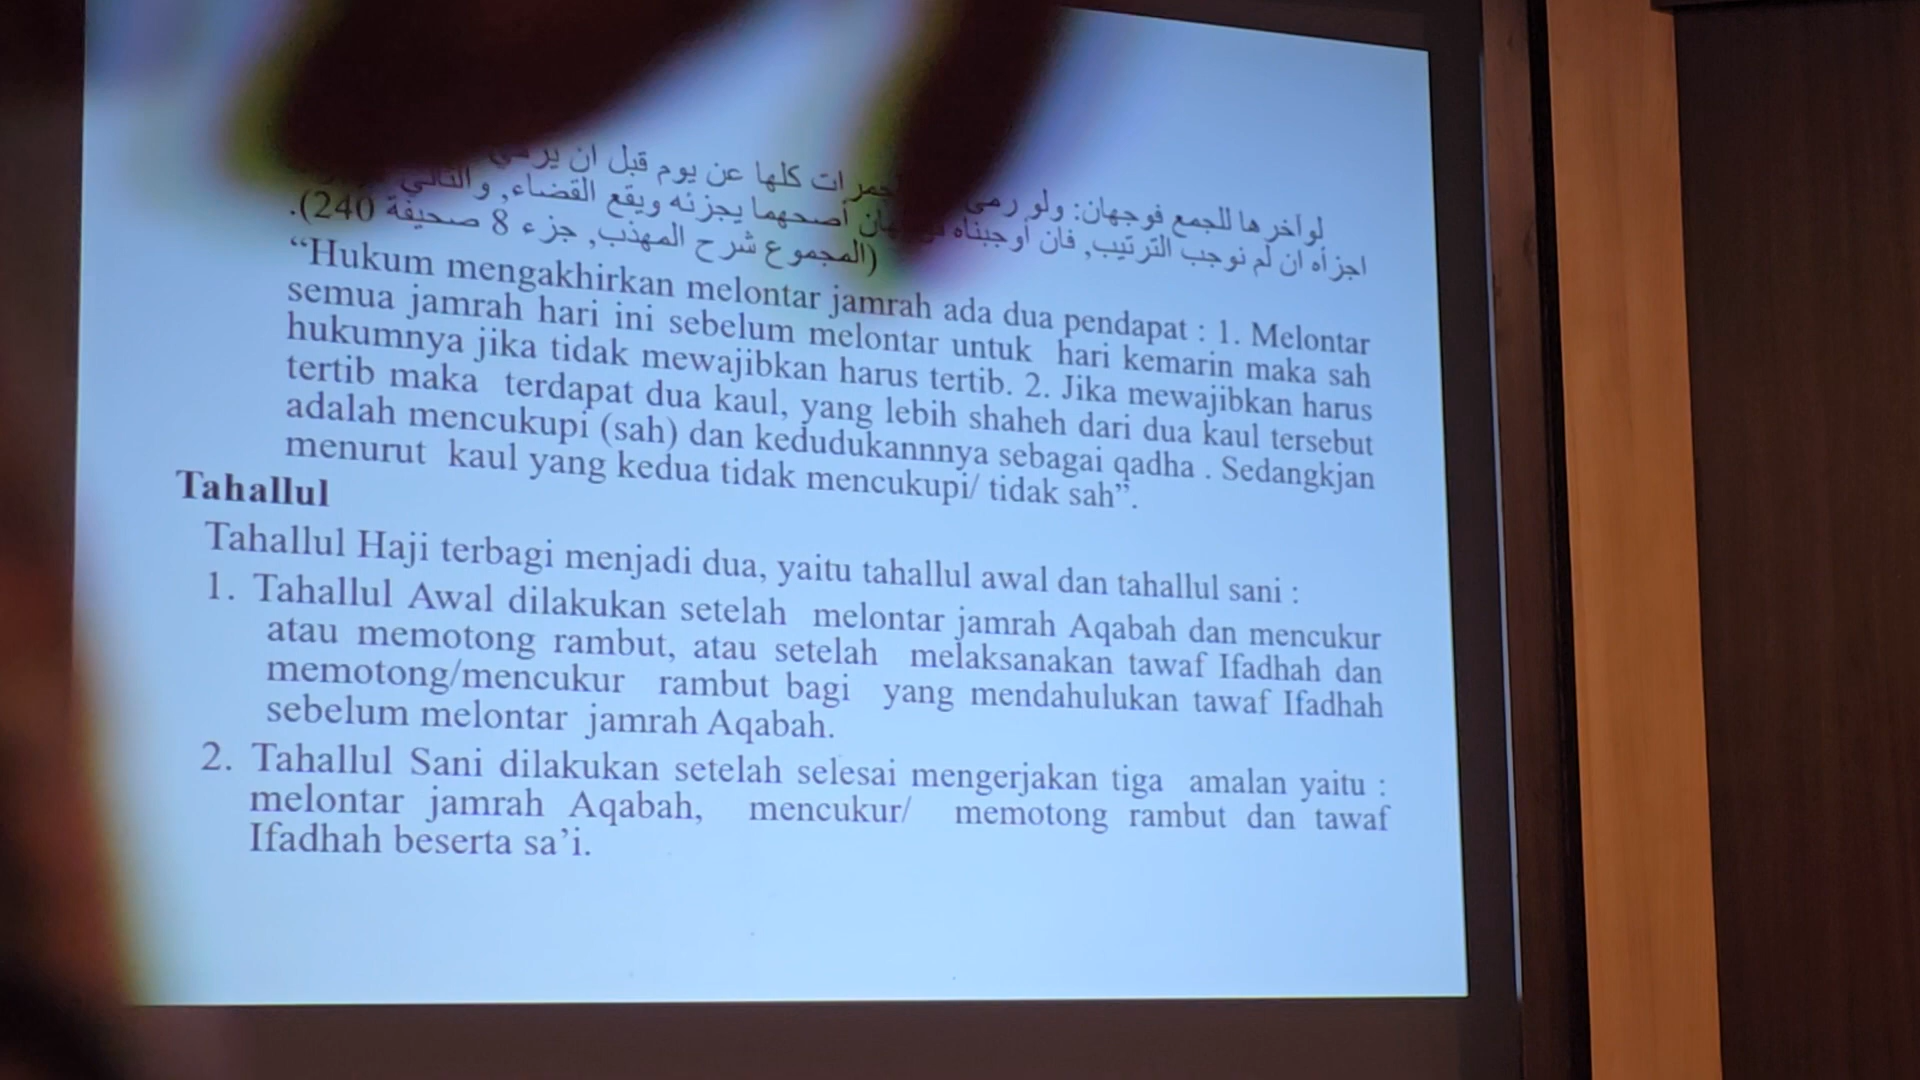 لو أخرها للجمع فوجهان: ولو رمى كلها عن يوم قبل ان
اجزأه ان لم نوجب الترتيب, فان أوجبناه أصحهما يجزئه ويقع القضاء,
(المجموع شرح المهذب, جزء 8 صحيفة 240).
“Hukum mengakhirkan melontar jamrah ada dua pendapat : 1. Melontar
semua jamrah hari ini sebelum melontar untuk hari kemarin maka sah
hukumnya jika tidak mewajibkan harus tertib. 2. Jika mewajibkan harus
tertib maka terdapat dua kaul, yang lebih shaheh dari dua kaul tersebut
adalah mencukupi (sah) dan kedudukannnya sebagai qadha . Sedangkjan
menurut kaul yang kedua tidak mencukupi/ tidak sah”.
Tahallul
Tahallul Haji terbagi menjadi dua, yaitu tahallul awal dan tahallul sani :
1. Tahallul Awal dilakukan setelah melontar jamrah Aqabah dan mencukur
atau memotong rambut, atau setelah melaksanakan tawaf Ifadhah dan
memotong/mencukur rambut bagi yang mendahulukan tawaf Ifadhah
sebelum melontar jamrah Aqabah.
2. Tahallul Sani dilakukan setelah selesai mengerjakan tiga amalan yaitu :
melontar jamrah Aqabah, mencukur/ memotong rambut dan tawaf
Ifadhah beserta sa’i.